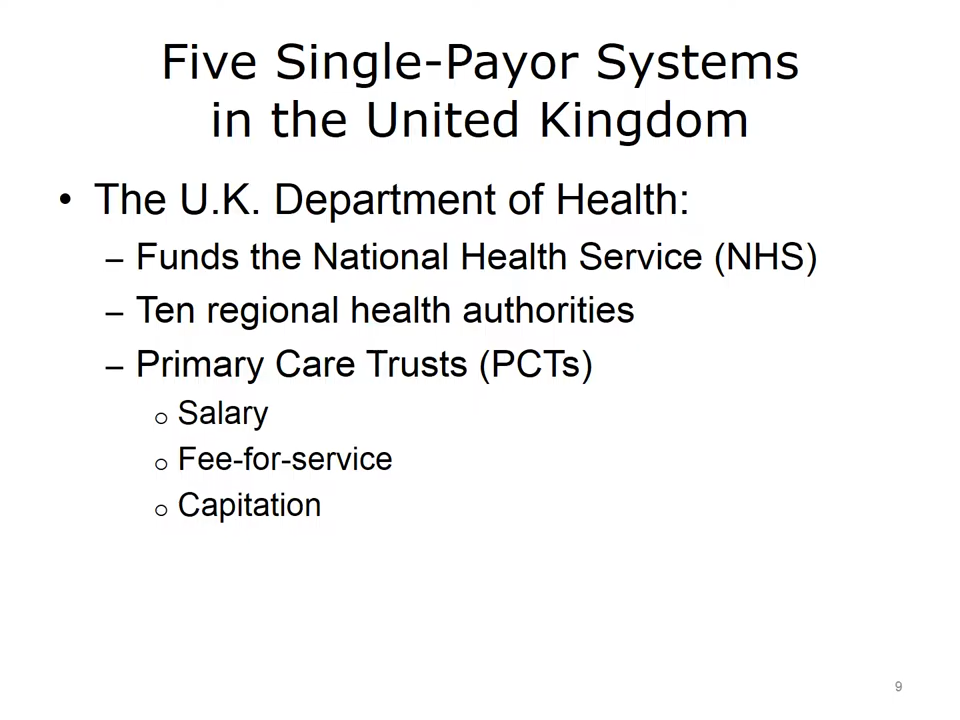 Five Single-Payor Systems
in the United Kingdom
• The U.K. Department of Health:
– Funds the National Health Service (NHS)
– Ten regional health authorities
– Primary Care Trusts (PCTs)
o Salary
o Fee-for-service
o Capitation
9